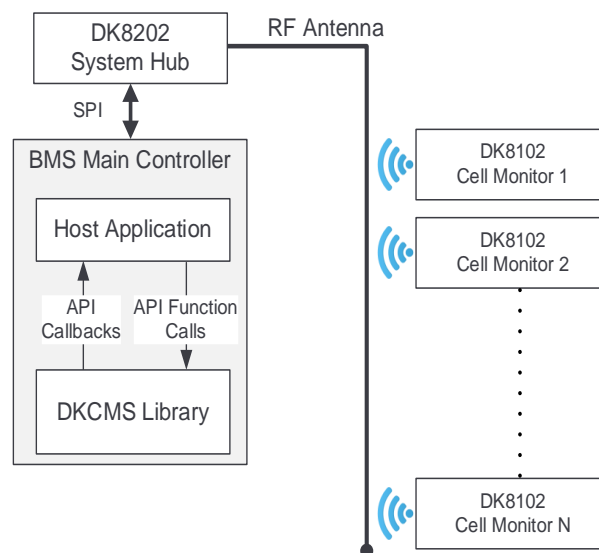 DK8202
System Hub
RF Antenna
SPI
BMS Main Controller
Host Application
API
Callbacks
API Function
Calls
DKCMS Library
DK8102
Cell Monitor 1
DK8102
Cell Monitor 2
DK8102
Cell Monitor N